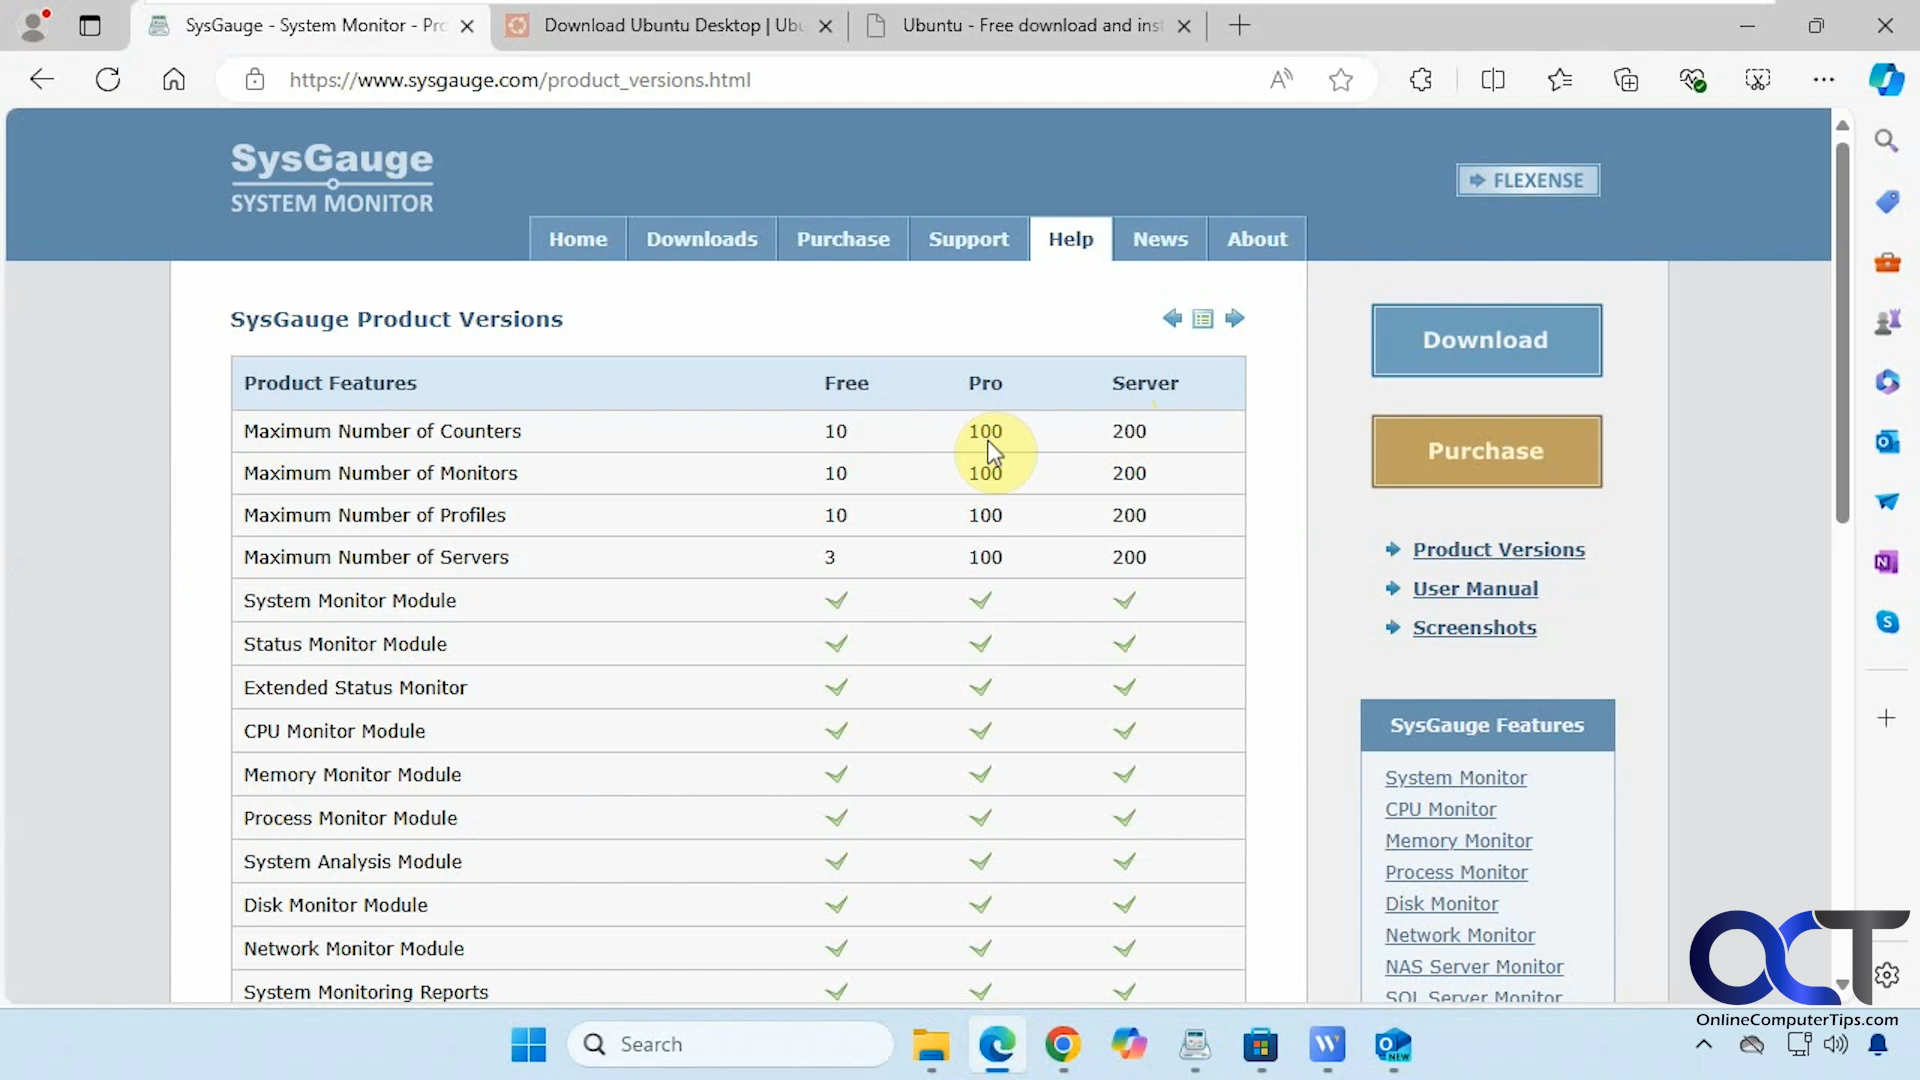 SysGauge - System Monitor - Pro
Download Ubuntu Desktop | Ubu
Ubuntu - Free download and inst
https://www.sysgauge.com/product_versions.html
SysGauge
SYSTEM MONITOR
FLEXENSE
Home Downloads Purchase Support Help News About
SysGauge Product Versions
Product Features Free Pro Server
Maximum Number of Counters 10 100 200
Maximum Number of Monitors 10 100 200
Maximum Number of Profiles 10 100 200
Maximum Number of Servers 3 100 200
System Monitor Module
Status Monitor Module
Extended Status Monitor
CPU Monitor Module
Memory Monitor Module
Process Monitor Module
System Analysis Module
Disk Monitor Module
Network Monitor Module
System Monitoring Reports
Download
Purchase
Product Versions
User Manual
Screenshots
SysGauge Features
System Monitor
CPU Monitor
Memory Monitor
Process Monitor
Disk Monitor
Network Monitor
NAS Server Monitor
SQL Server Monitor
OCT
OnlineComputerTips.com
Search
NEW